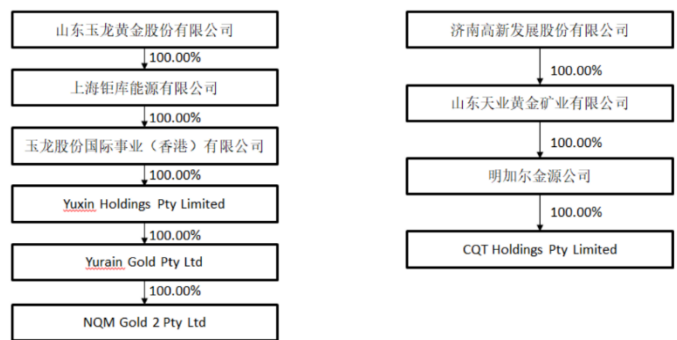 山东玉龙黄金股份有限公司
100.00%
上海钜库能源有限公司
100.00%
玉龙股份国际事业（香港）有限公司
100.00%
Yuxin Holdings Pty Limited
100.00%
Yurain Gold Pty Ltd
100.00%
NQM Gold 2 Pty Ltd
济南高新发展股份有限公司
100.00%
山东天业黄金矿业有限公司
100.00%
明加尔金源公司
100.00%
CQT Holdings Pty Limited